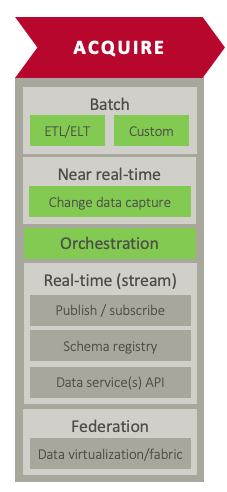 ACQUIRE
Batch
ETL/ELT
Custom
Near real-time
Change data capture
Orchestration
Real-time (stream)
Publish / subscribe
Schema registry
Data service(s) API
Federation
Data virtualization/fabric